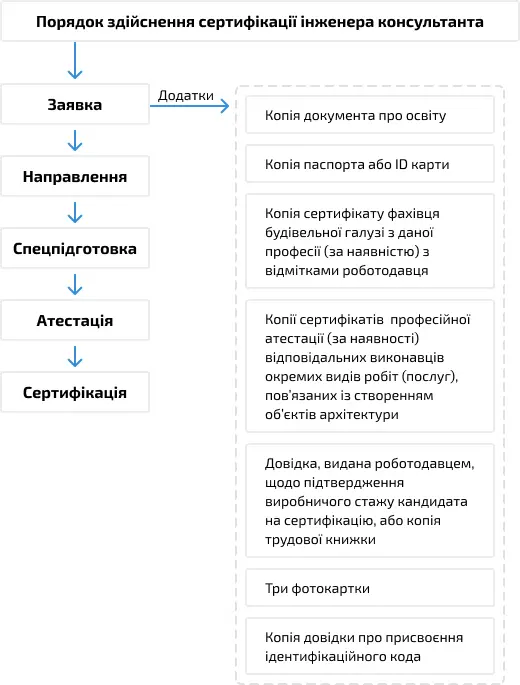 Порядок здійснення сертифікації інженера консультанта
Заявка
Додатки
Направлення
Спецпідготовка
Атестація
Сертифікація
Копія документа про освіту
Копія паспорта або ID карти
Копія сертифікату фахівця
будівельної галузі з даної
професії (за наявністю) з
відмітками роботодавця
Копії сертифікатів професійної
атестації (за наявності)
відповідальних виконавців
окремих видів робіт (послуг),
пов'язаних із створенням
об'єктів архітектури
Довідка, видана роботодавцем,
щодо підтвердження
виробничого стажу кандидата
на сертифікацію, або копія
трудової книжки
Три фотокартки
Копія довідки про присвоєння
ідентифікаційного кода